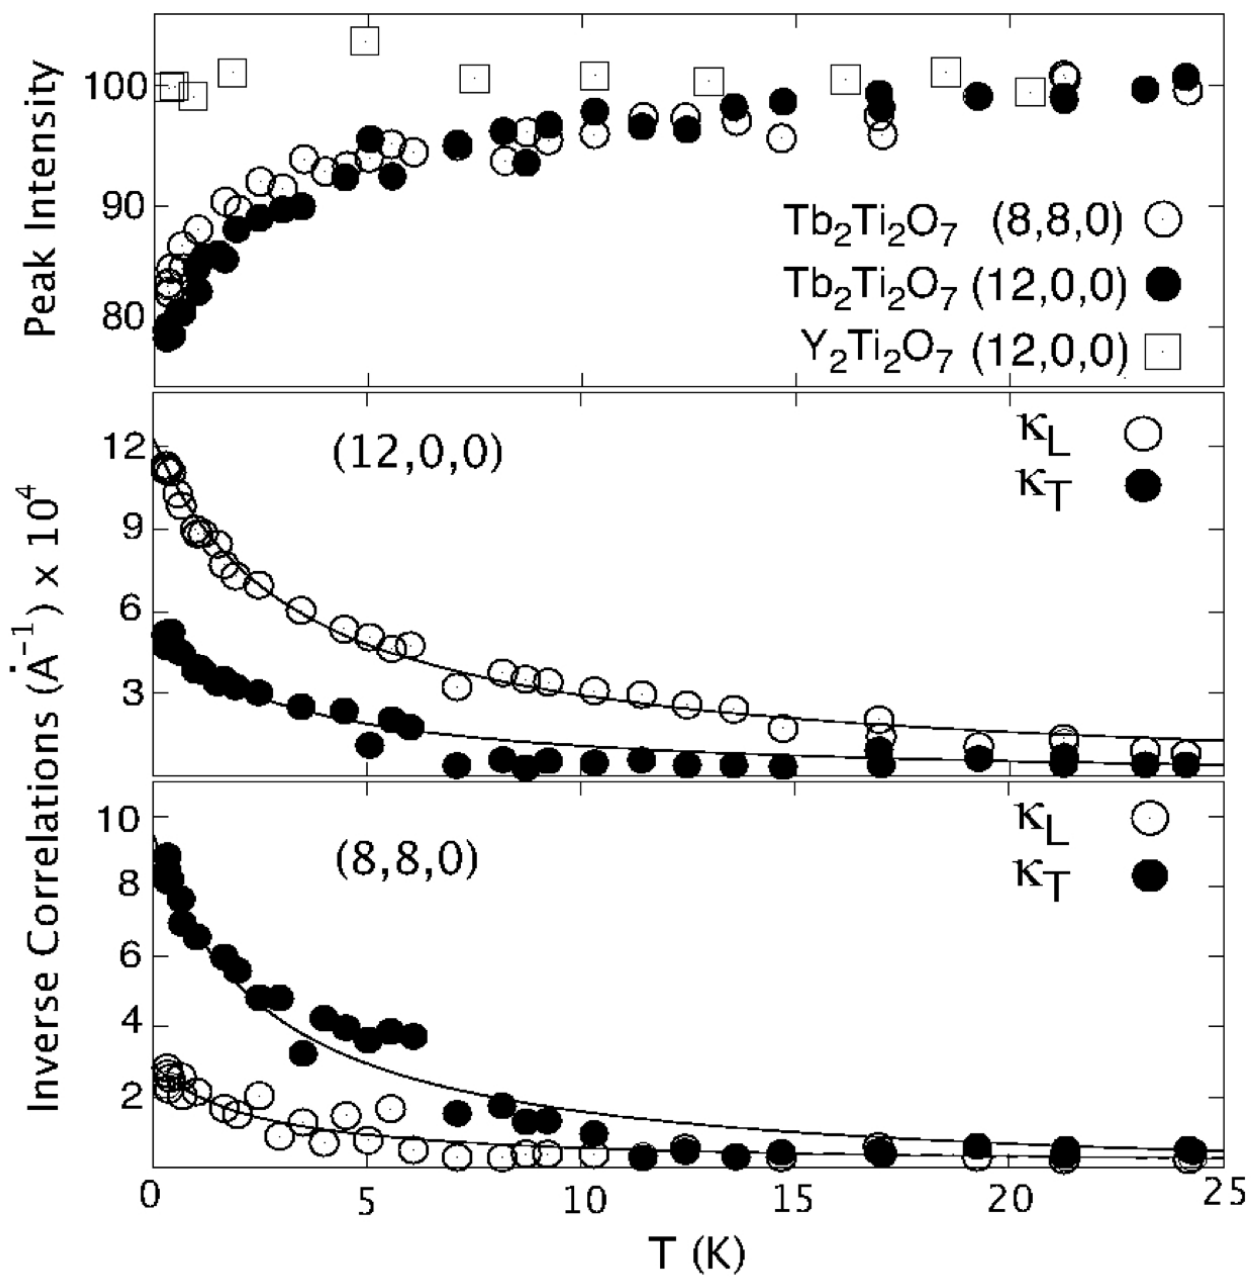 Peak Intensity
100
90
80
Tb2Ti2O7 (8,8,0)
Tb2Ti2O7 (12,0,0)
Y2Ti2O7 (12,0,0)
Inverse Correlations (Å⁻¹) x 10⁴
12
9
6
3
(12,0,0)
κL
κT
10
8
6
4
2
(8,8,0)
κL
κT
0 5 10 15 20 25
T (K)